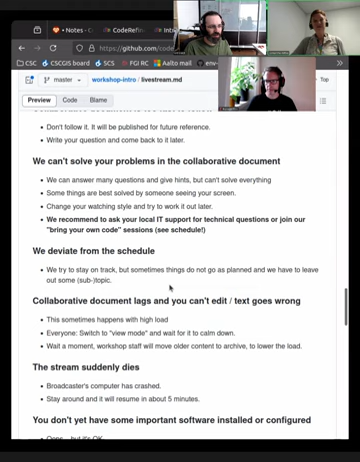 • Notes - C
CodeRefin
https://github.com/code
CSC
CSCGIS
SCS
FGI RC
Aalto mail
env-
master
workshop-intro / livestream.md
Top
Preview
Code
Blame
• Don't follow it. It will be published for future reference.
• Write your question and come back to it later.
We can't solve your problems in the collaborative document
• We can answer many questions and give hints, but can't solve everything
• Some things are best solved by someone seeing your screen.
• Change your watching style and try to work it out later.
• We recommend to ask your local IT support for technical questions or join our
"bring your own code" sessions (see schedule!)
We deviate from the schedule
• We try to stay on track, but sometimes things do not go as planned and we have to leave
out some (sub-)topic.
Collaborative document lags and you can't edit / text goes wrong
• This sometimes happens with high load
• Everyone: Switch to "view mode" and wait for it to calm down.
• Wait a moment, workshop staff will move older content to archive, to lower the load.
The stream suddenly dies
• Broadcaster's computer has crashed.
• Stay around and it will resume in about 5 minutes.
You don't yet have some important software installed or configured